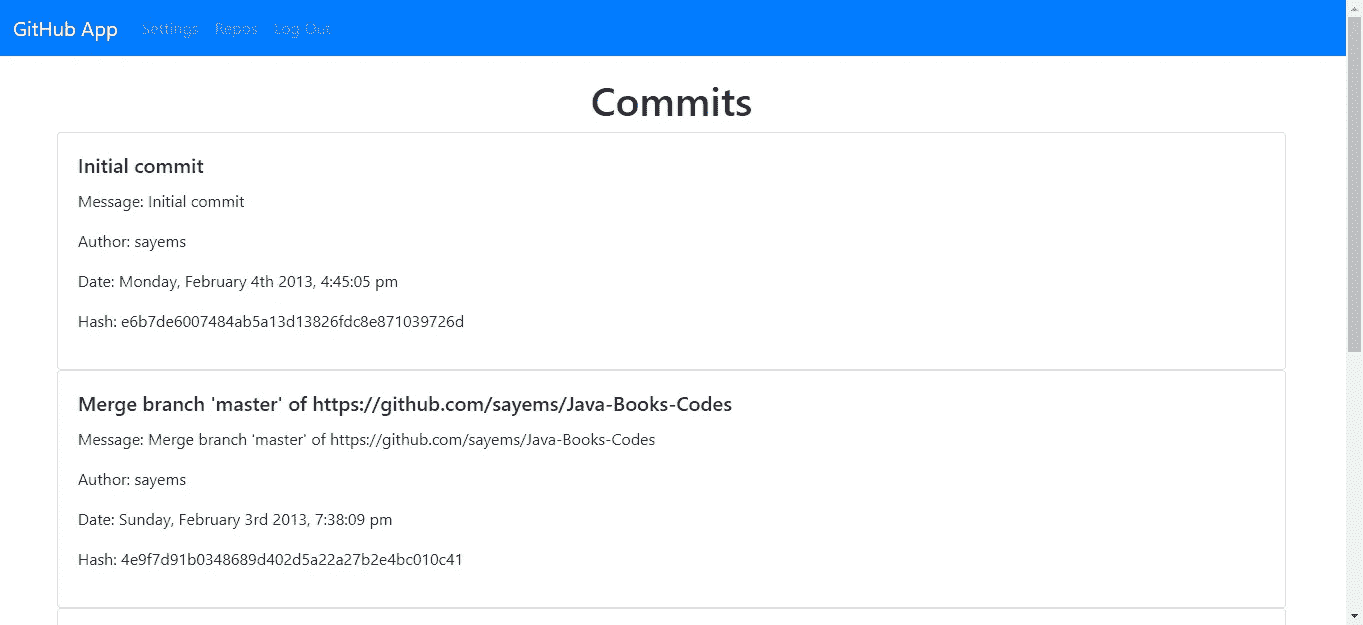 GitHub App Settings Repos Log Out
Commits
Initial commit
Message: Initial commit
Author: sayems
Date: Monday, February 4th 2013, 4:45:05 pm
Hash: e6b7de6007484ab5a13d13826fdc8e871039726d
Merge branch 'master' of https://github.com/sayems/Java-Books-Codes
Message: Merge branch 'master' of https://github.com/sayems/Java-Books-Codes
Author: sayems
Date: Sunday, February 3rd 2013, 7:38:09 pm
Hash: 4e9f7d91b0348689d402d5a22a27b2e4bc010c41